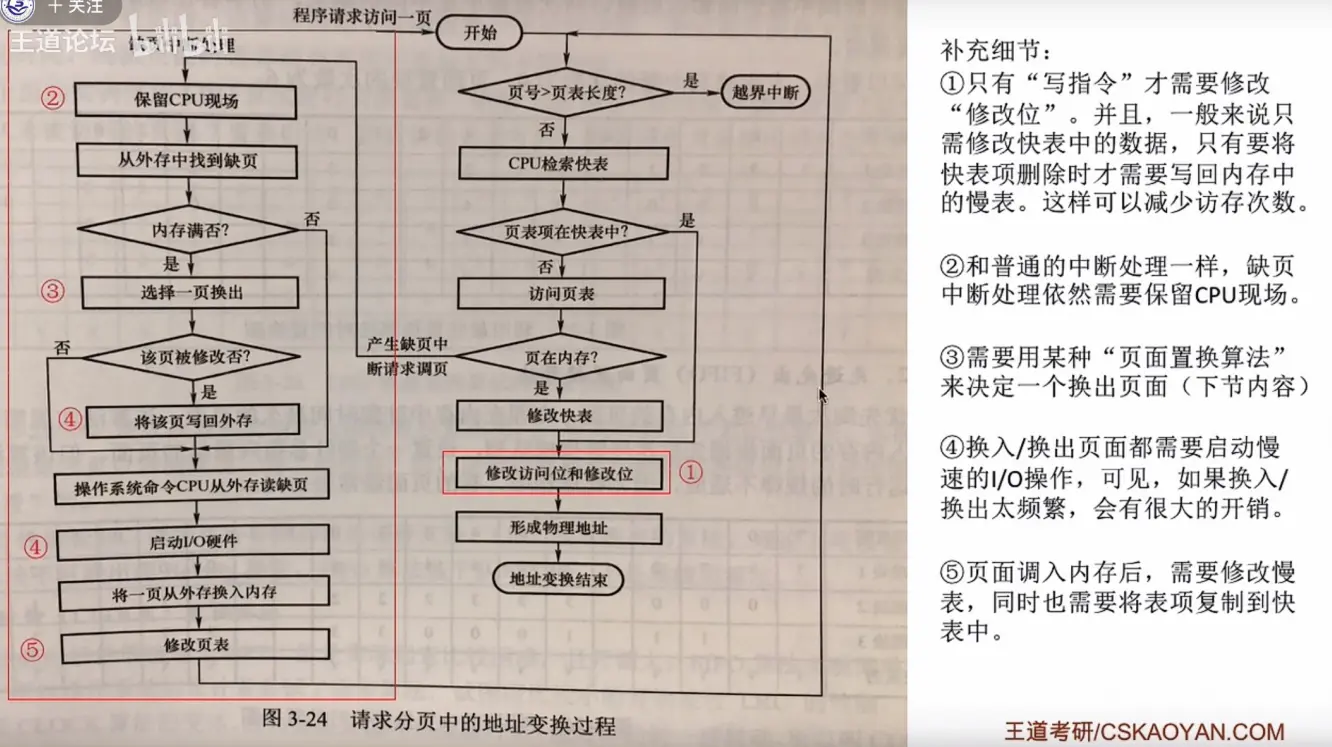 + 关注
王道论坛
程序请求访问一页
开始
缺页中断处理
② 保留CPU现场
从外存中找到缺页
内存满否?
否
是
③ 选择一页换出
该页被修改否?
否
是
④ 将该页写回外存
操作系统命令CPU从外存读缺页
④ 启动I/O硬件
将一页从外存换入内存
⑤ 修改页表
页号>页表长度?
是
越界中断
否
CPU检索快表
页表项在快表中?
是
否
访问页表
产生缺页中
断请求调页
页在内存?
是
修改快表
修改访问位和修改位 ①
形成物理地址
地址变换结束
图 3-24 请求分页中的地址变换过程
补充细节:
①只有“写指令”才需要修改
“修改位”。并且,一般来说只
需修改快表中的数据,只有要将
快表项删除时才需要写回内存中
的慢表。这样可以减少访存次数。
②和普通的中断处理一样,缺页
中断处理依然需要保留CPU现场。
③需要用某种“页面置换算法”
来决定一个换出页面(下节内容)
④换入/换出页面都需要启动慢
速的I/O操作,可见,如果换入/
换出太频繁,会有很大的开销。
⑤页面调入内存后,需要修改慢
表,同时也需要将表项复制到快
表中。
王道考研/CSKAOYAN.COM